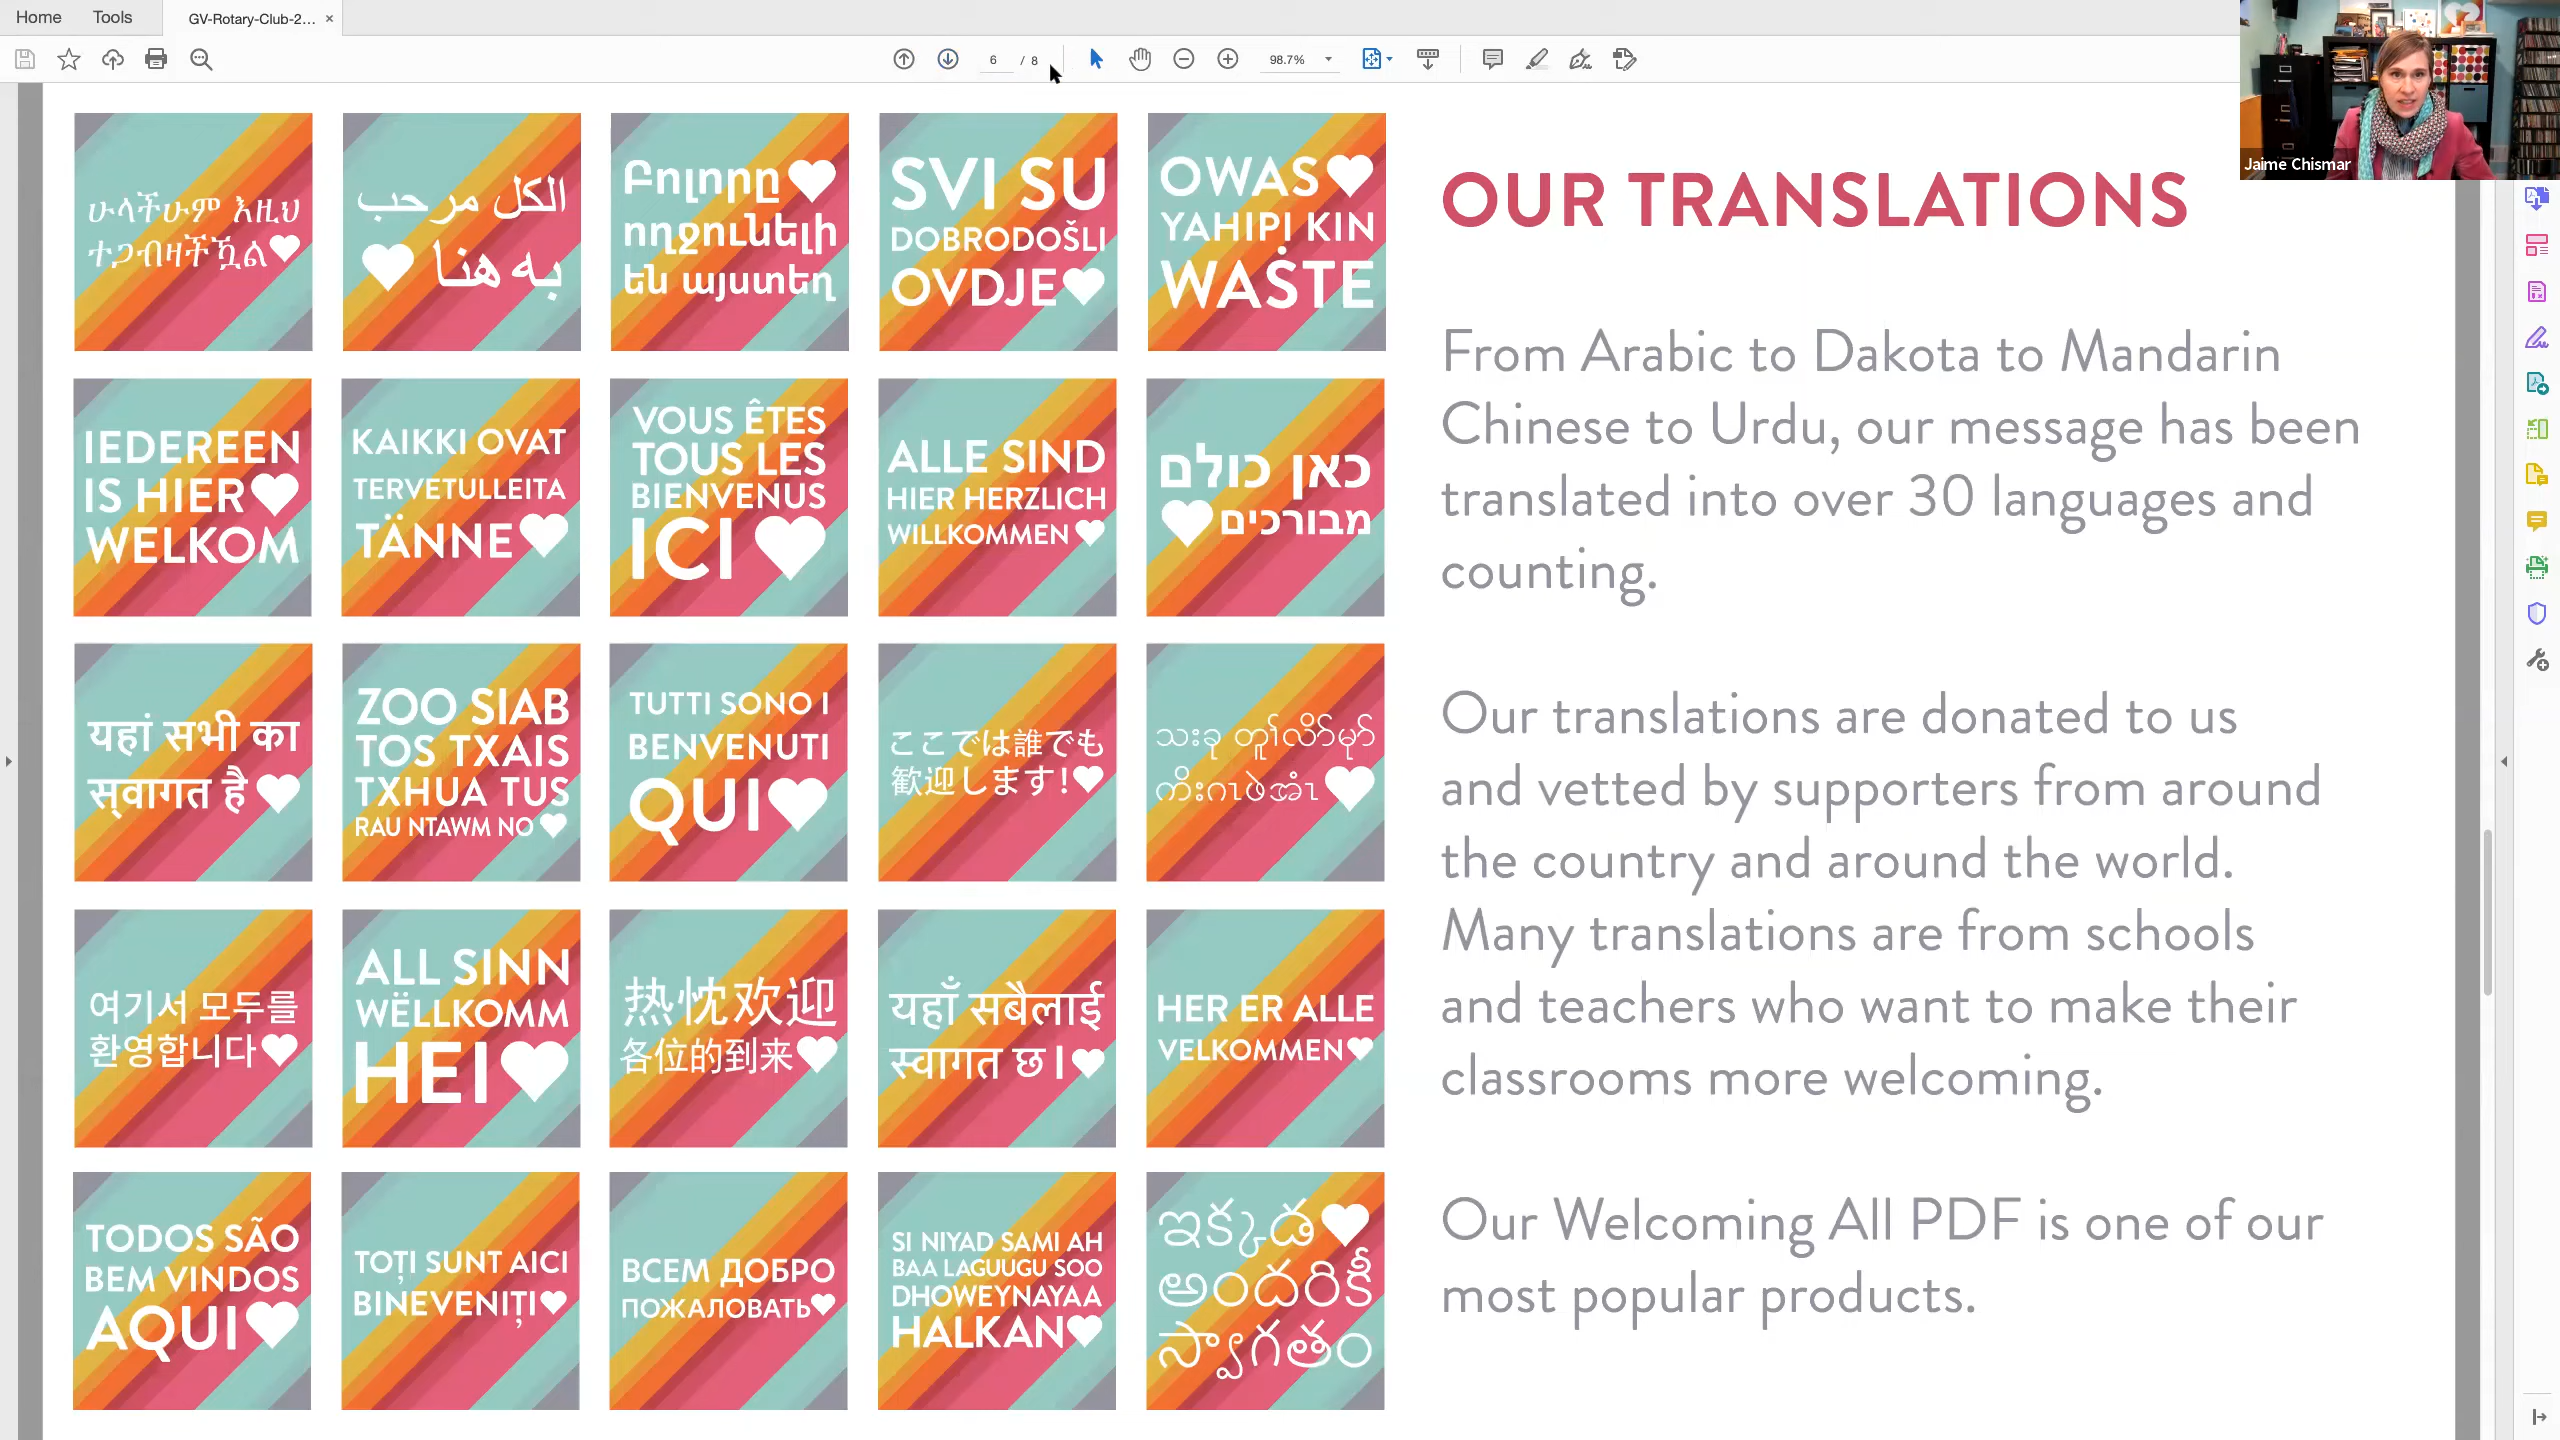 Home
Tools
GV-Rotary-Club-2...
6 / 8
98.7%
Jaime Chismar
ሁላችሁም እዚህ
ተጋብዛችኧል
الكل مرحب
به هنا
Բոլորը
ողջունելի
են այստեղ
SVI SU
DOBRODOŠLI
OVDJE
OWAS
YAHIPI KIN
WAṠTE
IEDEREEN
IS HIER
WELKOM
KAIKKI OVAT
TERVETULLEITA
TÄNNE
VOUS ÊTES
TOUS LES
BIENVENUS
ICI
ALLE SIND
HIER HERZLICH
WILLKOMMEN
כאן כולם
מבורכים
यहां सभी का
स्वागत है
ZOO SIAB
TOS TXAIS
TXHUA TUS
RAU NTAWM NO
TUTTI SONO I
BENVENUTI
QUI
ここでは誰でも
歓迎します!
여기서 모두를
환영합니다
ALL SINN
WËLLKOMM
HEI
热忱欢迎
各位的到来
यहाँ सबैलाई
स्वागत छ।
HER ER ALLE
VELKOMMEN
TODOS SÃO
BEM VINDOS
AQUI
TOȚI SUNT AICI
BINEVENIȚI
ВСЕМ ДОБРО
ПОЖАЛОВАТЬ
SI NIYAD SAMI AH
BAA LAGUUGU SOO
DHOWEYNAYAA
HALKAN
ఇక్కడ
అందరికీ
స్వాగతం
OUR TRANSLATIONS
From Arabic to Dakota to Mandarin
Chinese to Urdu, our message has been
translated into over 30 languages and
counting.
Our translations are donated to us
and vetted by supporters from around
the country and around the world.
Many translations are from schools
and teachers who want to make their
classrooms more welcoming.
Our Welcoming All PDF is one of our
most popular products.